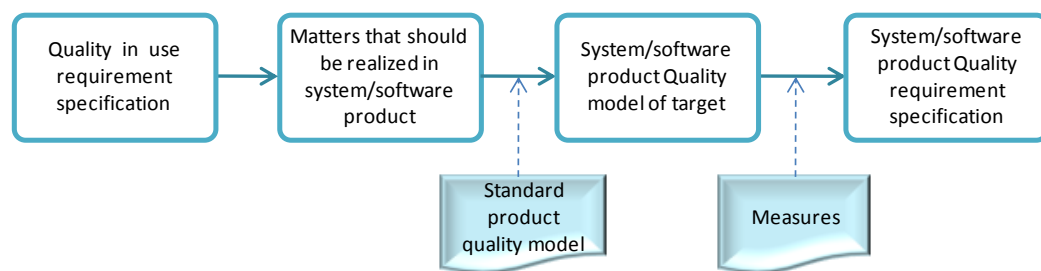 Quality in use
requirement
specification
Matters that should
be realized in
system/software
product
System/software
product Quality
model of target
System/software
product Quality
requirement
specification
Standard
product
quality model
Measures